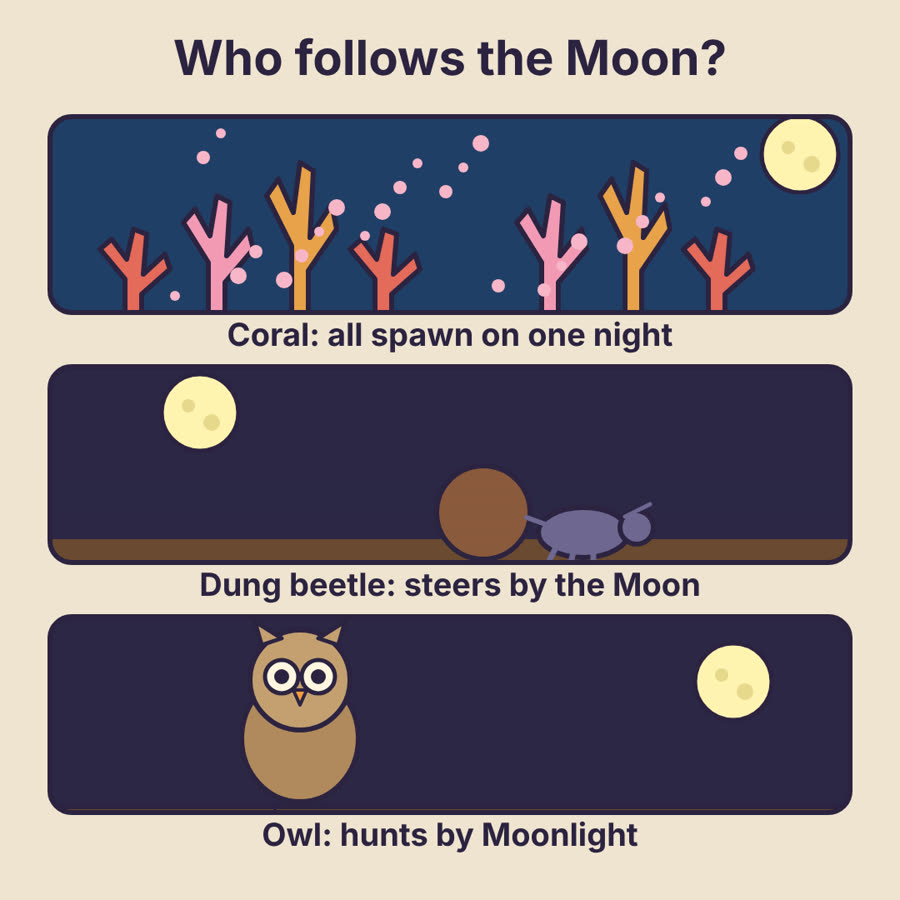 Who follows the Moon?
Coral: all spawn on one night
Dung beetle: steers by the Moon
Owl: hunts by Moonlight